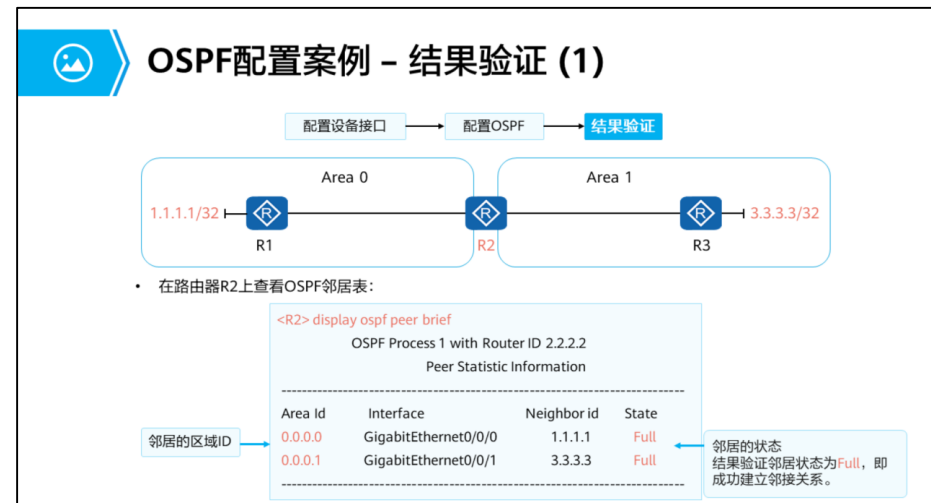 OSPF配置案例 – 结果验证 (1)
配置设备接口 配置OSPF 结果验证
Area 0 Area 1
1.1.1.1/32 R R R 3.3.3.3/32
R1 R2 R3
• 在路由器R2上查看OSPF邻居表：
<R2> display ospf peer brief
OSPF Process 1 with Router ID 2.2.2.2
Peer Statistic Information
----------------------------------------------------------------------------
Area Id Interface Neighbor id State
0.0.0.0 GigabitEthernet0/0/0 1.1.1.1 Full
0.0.0.1 GigabitEthernet0/0/1 3.3.3.3 Full
----------------------------------------------------------------------------
邻居的区域ID
邻居的状态
结果验证邻居状态为Full，即
成功建立邻接关系。